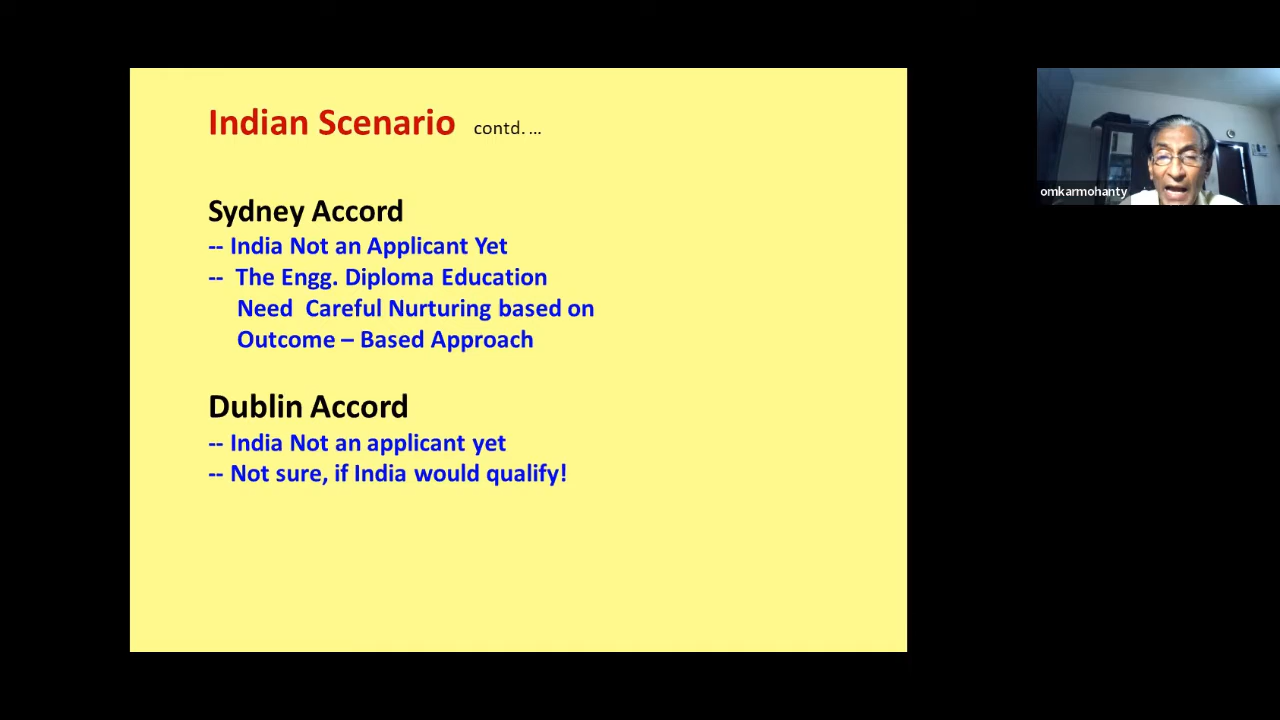 Indian Scenario contd. ...
Sydney Accord
-- India Not an Applicant Yet
-- The Engg. Diploma Education
Need Careful Nurturing based on
Outcome – Based Approach
Dublin Accord
-- India Not an applicant yet
-- Not sure, if India would qualify!
omkarmohanty